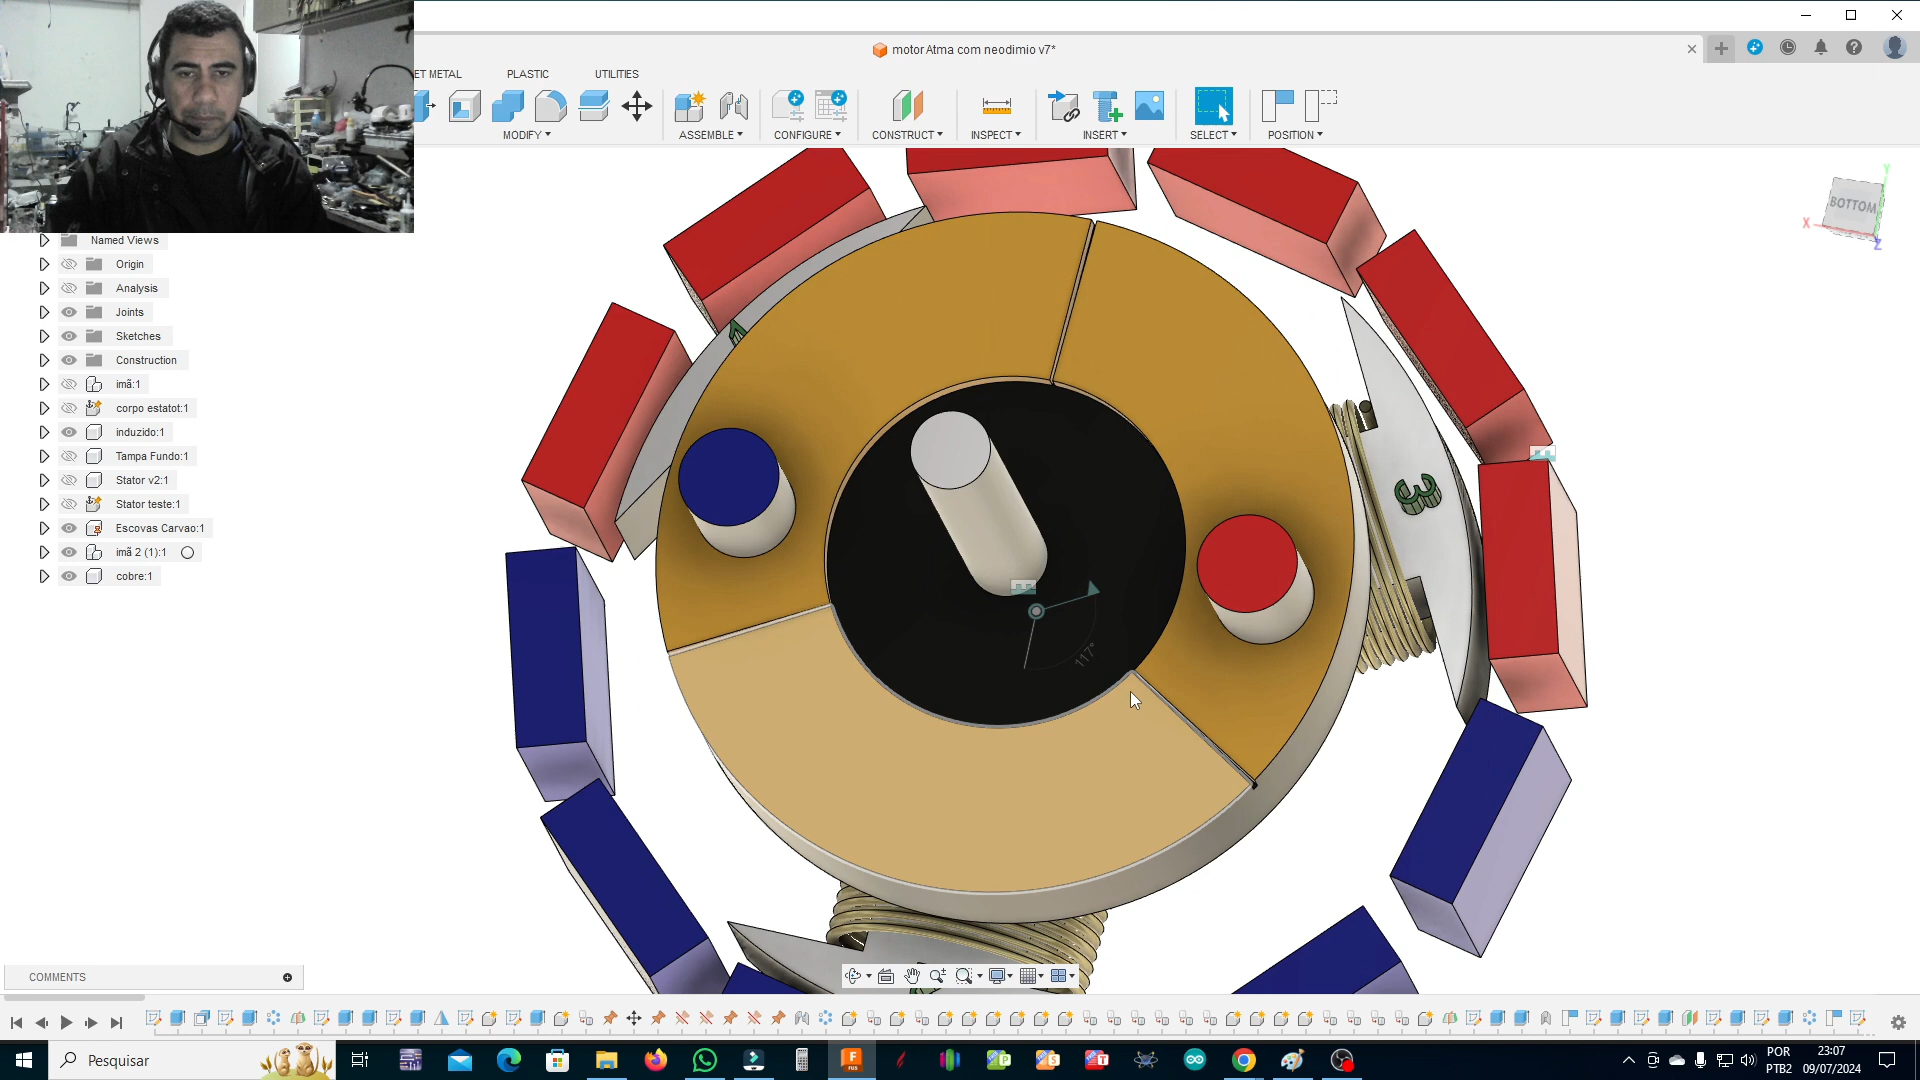 motor Atma com neodimio v7*
ET METAL
PLASTIC
UTILITIES
MODIFY
ASSEMBLE
CONFIGURE
CONSTRUCT
INSPECT
INSERT
SELECT
POSITION
BOTTOM
X
Y
Z
Named Views
Origin
Analysis
Joints
Sketches
Construction
imã:1
corpo estatot:1
induzido:1
Tampa Fundo:1
Stator v2:1
Stator teste:1
Escovas Carvao:1
imã 2 (1):1
cobre:1
3
117°
COMMENTS
Pesquisar
POR
PTB2
23:07
09/07/2024